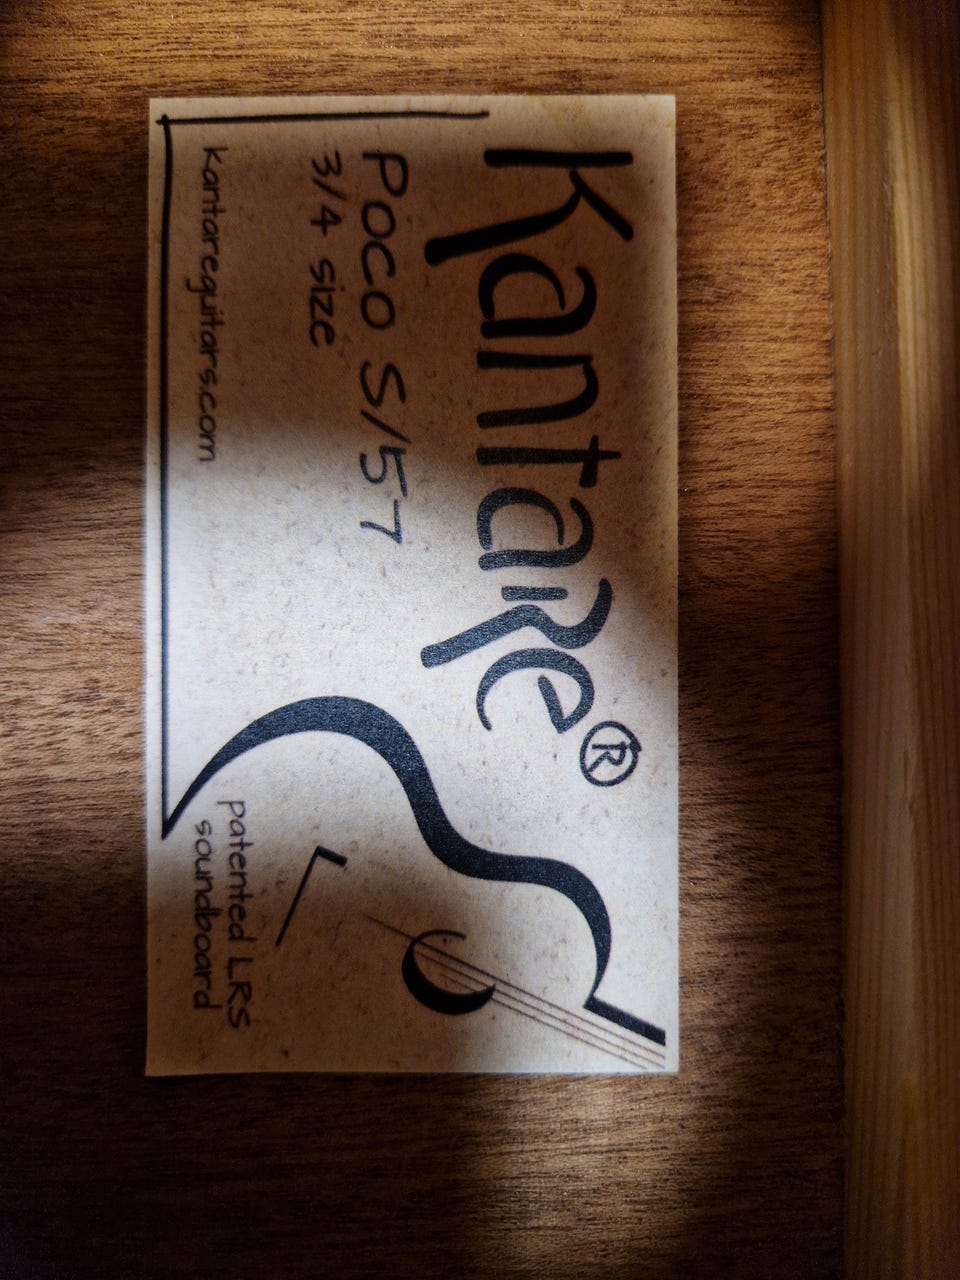 Kantare®
Poco S/57
3/4 size
kantareguitars.com
patented LRS
soundboard